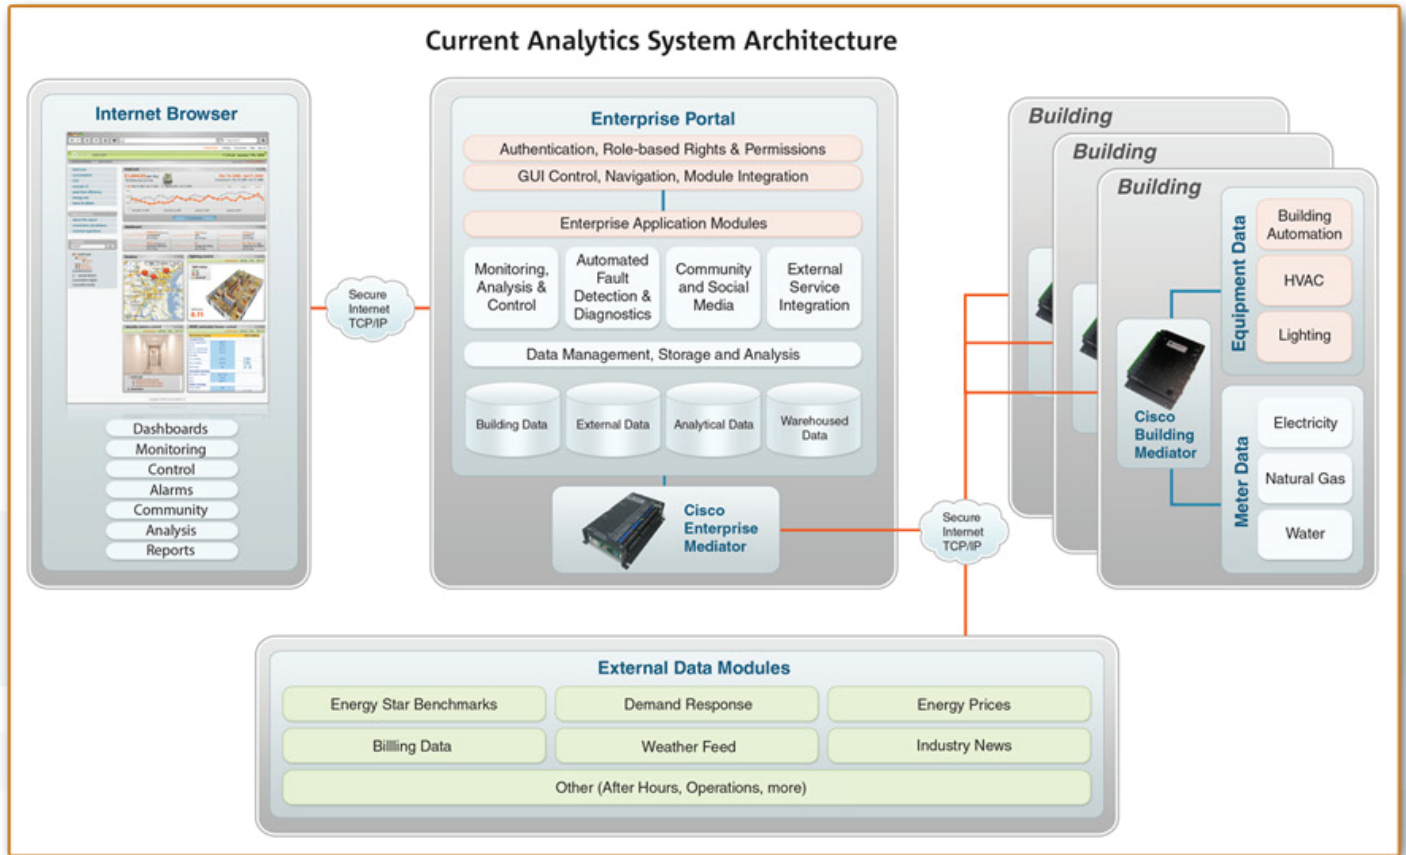 Current Analytics System Architecture
Internet Browser
Dashboards
Monitoring
Control
Alarms
Community
Analysis
Reports
Secure
Internet
TCP/IP
Enterprise Portal
Authentication, Role-based Rights & Permissions
GUI Control, Navigation, Module Integration
Enterprise Application Modules
Monitoring,
Analysis &
Control
Automated
Fault
Detection &
Diagnostics
Community
and Social
Media
External
Service
Integration
Data Management, Storage and Analysis
Building Data
External Data
Analytical Data
Warehoused
Data
Cisco
Enterprise
Mediator
Secure
Internet
TCP/IP
Building
Building
Building
Cisco
Building
Mediator
Equipment Data
Building
Automation
HVAC
Lighting
Meter Data
Electricity
Natural Gas
Water
External Data Modules
Energy Star Benchmarks
Demand Response
Energy Prices
Billling Data
Weather Feed
Industry News
Other (After Hours, Operations, more)